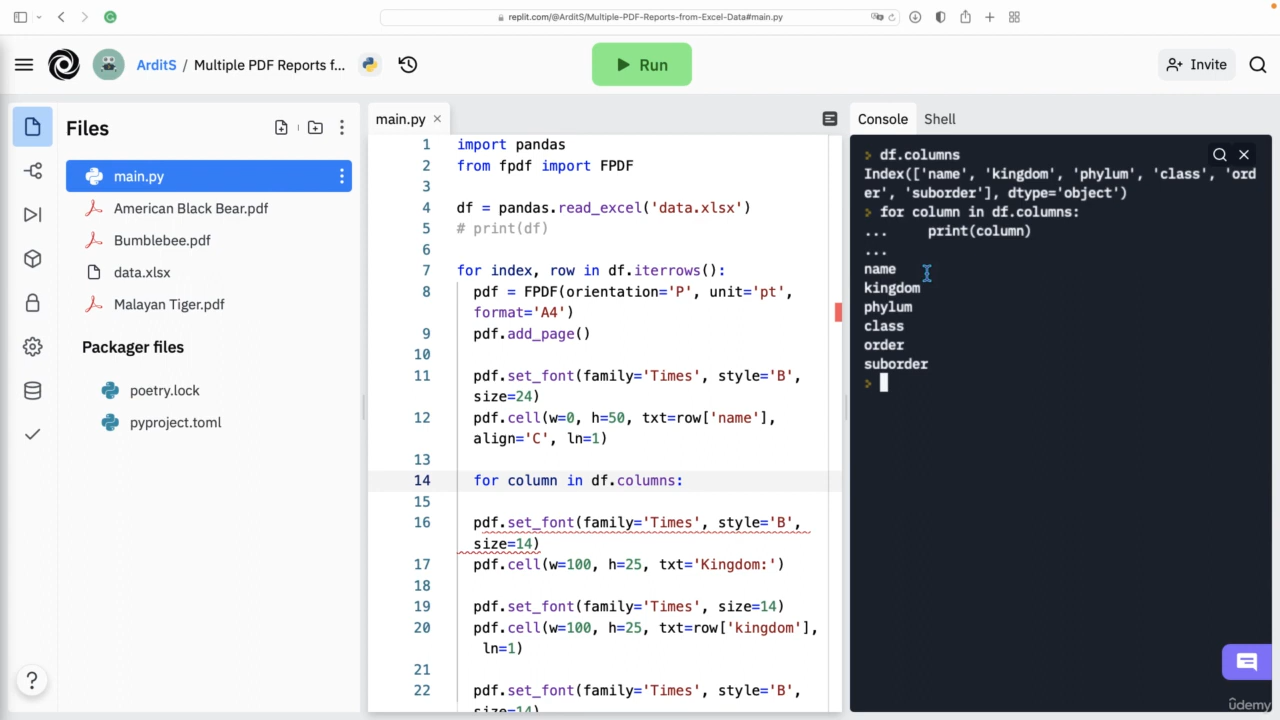 replit.com/@ArditS/Multiple-PDF-Reports-from-Excel-Data#main.py
ArditS / Multiple PDF Reports f...
Run
Invite
Files
main.py
American Black Bear.pdf
Bumblebee.pdf
data.xlsx
Malayan Tiger.pdf
Packager files
poetry.lock
pyproject.toml
?
main.py
1 import pandas
2 from fpdf import FPDF
3
4 df = pandas.read_excel('data.xlsx')
5 # print(df)
6
7 for index, row in df.iterrows():
8 pdf = FPDF(orientation='P', unit='pt',
format='A4')
9 pdf.add_page()
10
11 pdf.set_font(family='Times', style='B',
size=24)
12 pdf.cell(w=0, h=50, txt=row['name'],
align='C', ln=1)
13
14 for column in df.columns:
15
16 pdf.set_font(family='Times', style='B',
size=14)
17 pdf.cell(w=100, h=25, txt='Kingdom:')
18
19 pdf.set_font(family='Times', size=14)
20 pdf.cell(w=100, h=25, txt=row['kingdom'],
ln=1)
21
22 pdf.set_font(family='Times', style='B',
size=14)
Console Shell
> df.columns
Index(['name', 'kingdom', 'phylum', 'class', 'ord
er', 'suborder'], dtype='object')
> for column in df.columns:
... print(column)
...
name
kingdom
phylum
class
order
suborder
>
ûdemy